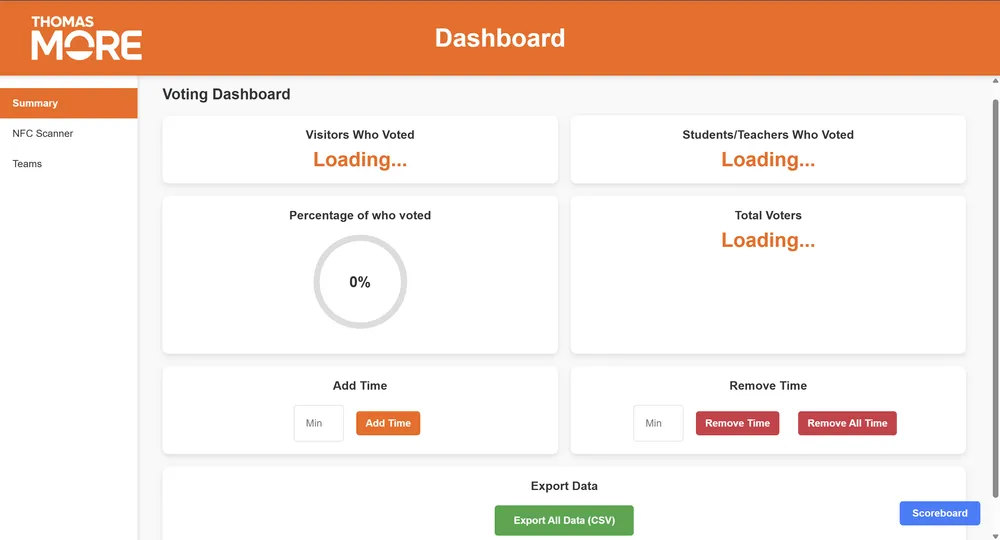 THOMAS
MORE
Dashboard
Summary
NFC Scanner
Teams
Voting Dashboard
Visitors Who Voted
Loading...
Students/Teachers Who Voted
Loading...
Percentage of who voted
0%
Total Voters
Loading...
Add Time
Min
Add Time
Remove Time
Min
Remove Time
Remove All Time
Export Data
Export All Data (CSV)
Scoreboard